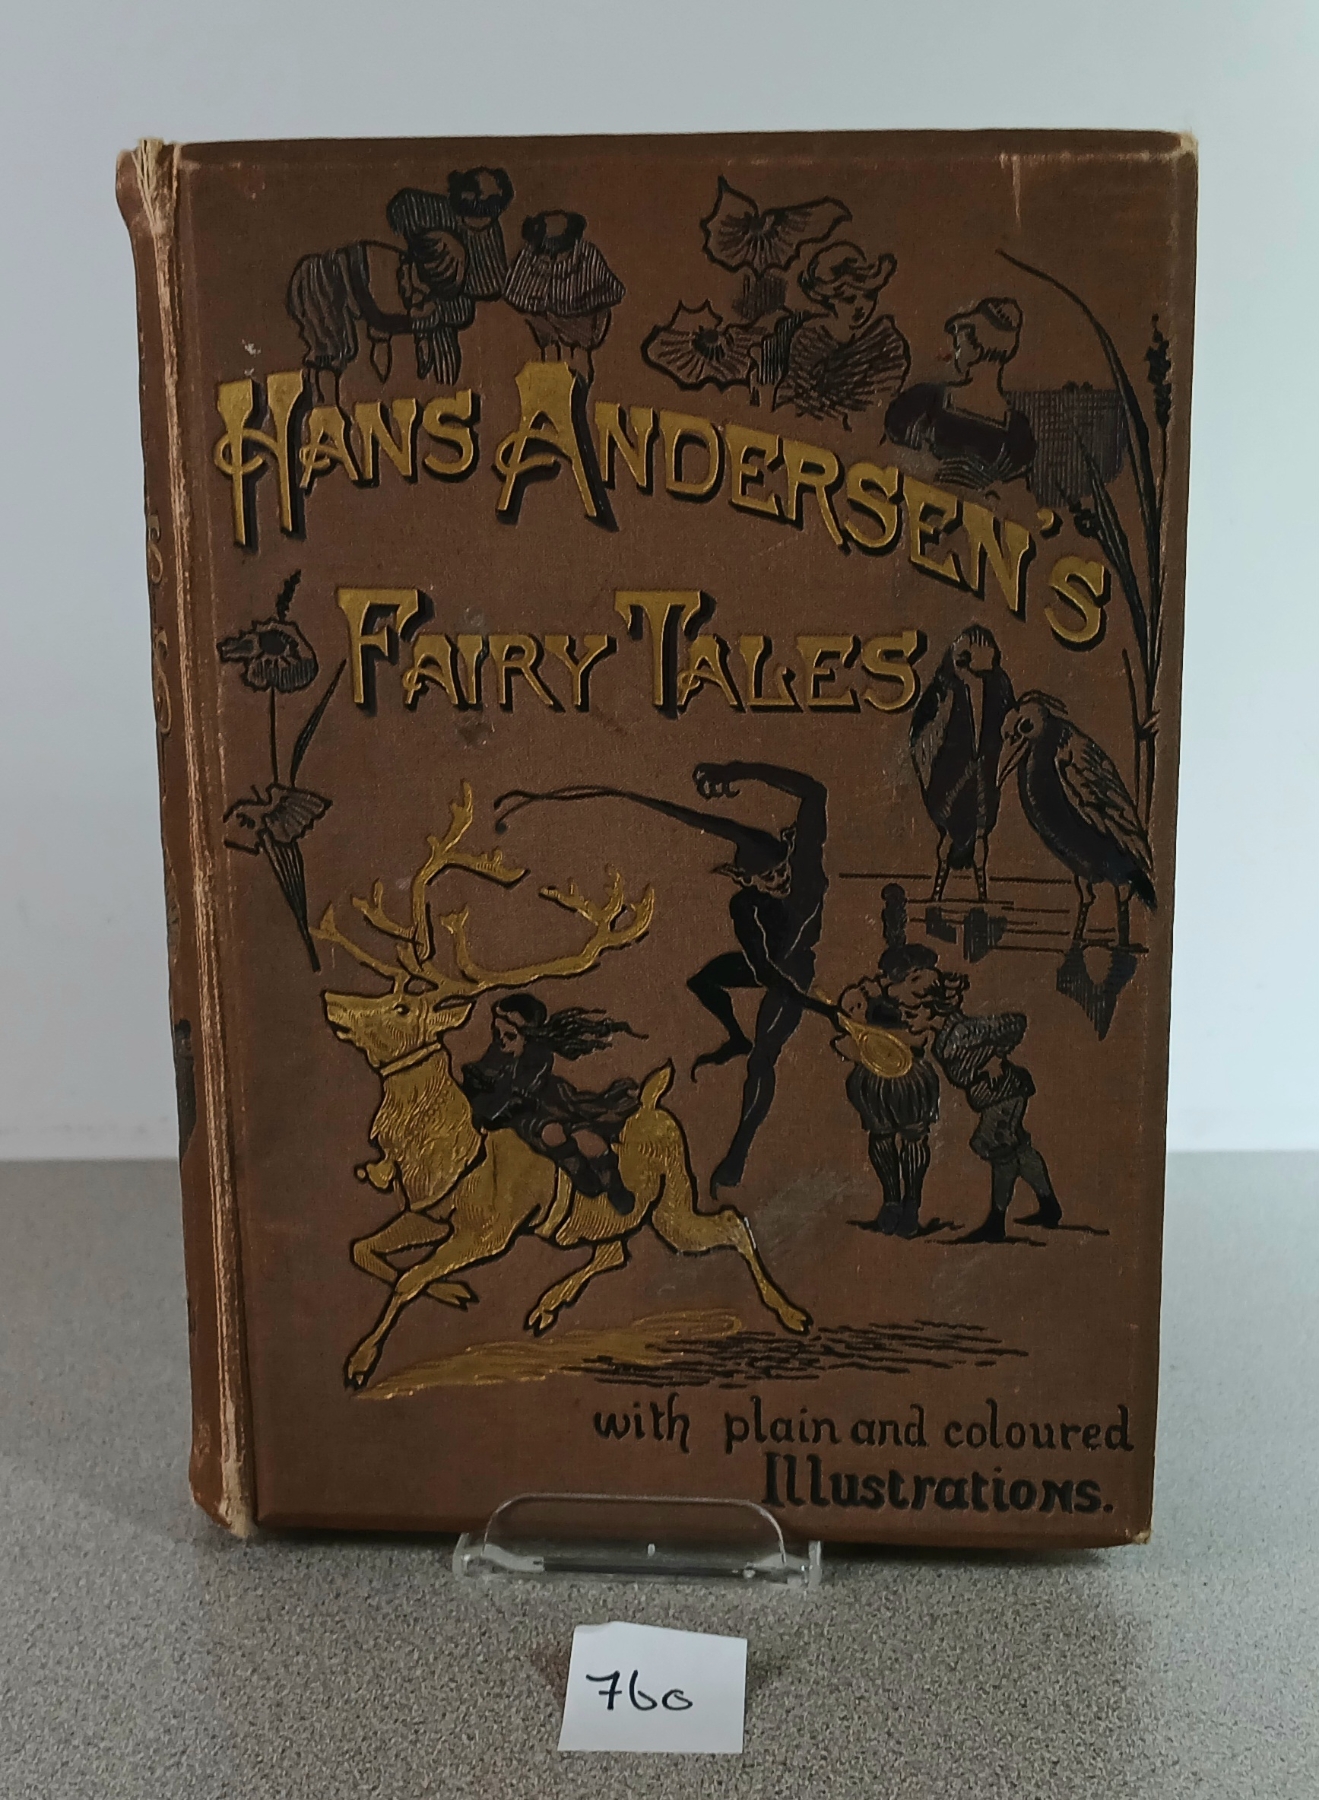 HANS ANDERSEN'S
FAIRY TALES
with plain and coloured
Illustrations.
760